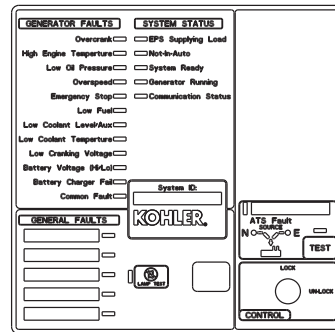 GENERATOR FAULTS
Overcrank
High Engine Temperture
Low Oil Pressure
Overspeed
Emergency Stop
Low Fuel
Low Coolant Level/Aux
Low Coolant Temperture
Low Cranking Voltage
Battery Voltage (Hi/Lo)
Battery Charger Fail
Common Fault
SYSTEM STATUS
EPS Supplying Load
Not-In-Auto
System Ready
Generator Running
Communication Status
System ID:
KOHLER®
GENERAL FAULTS
LAMP TEST
ATS Fault
SOURCE
N
E
TEST
LOCK
UN-LOCK
CONTROL